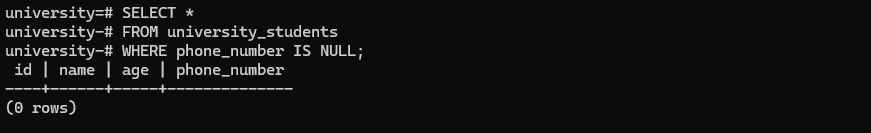 university=# SELECT *
university-# FROM university_students
university-# WHERE phone_number IS NULL;
 id | name | age | phone_number
----+------+-----+--------------
(0 rows)